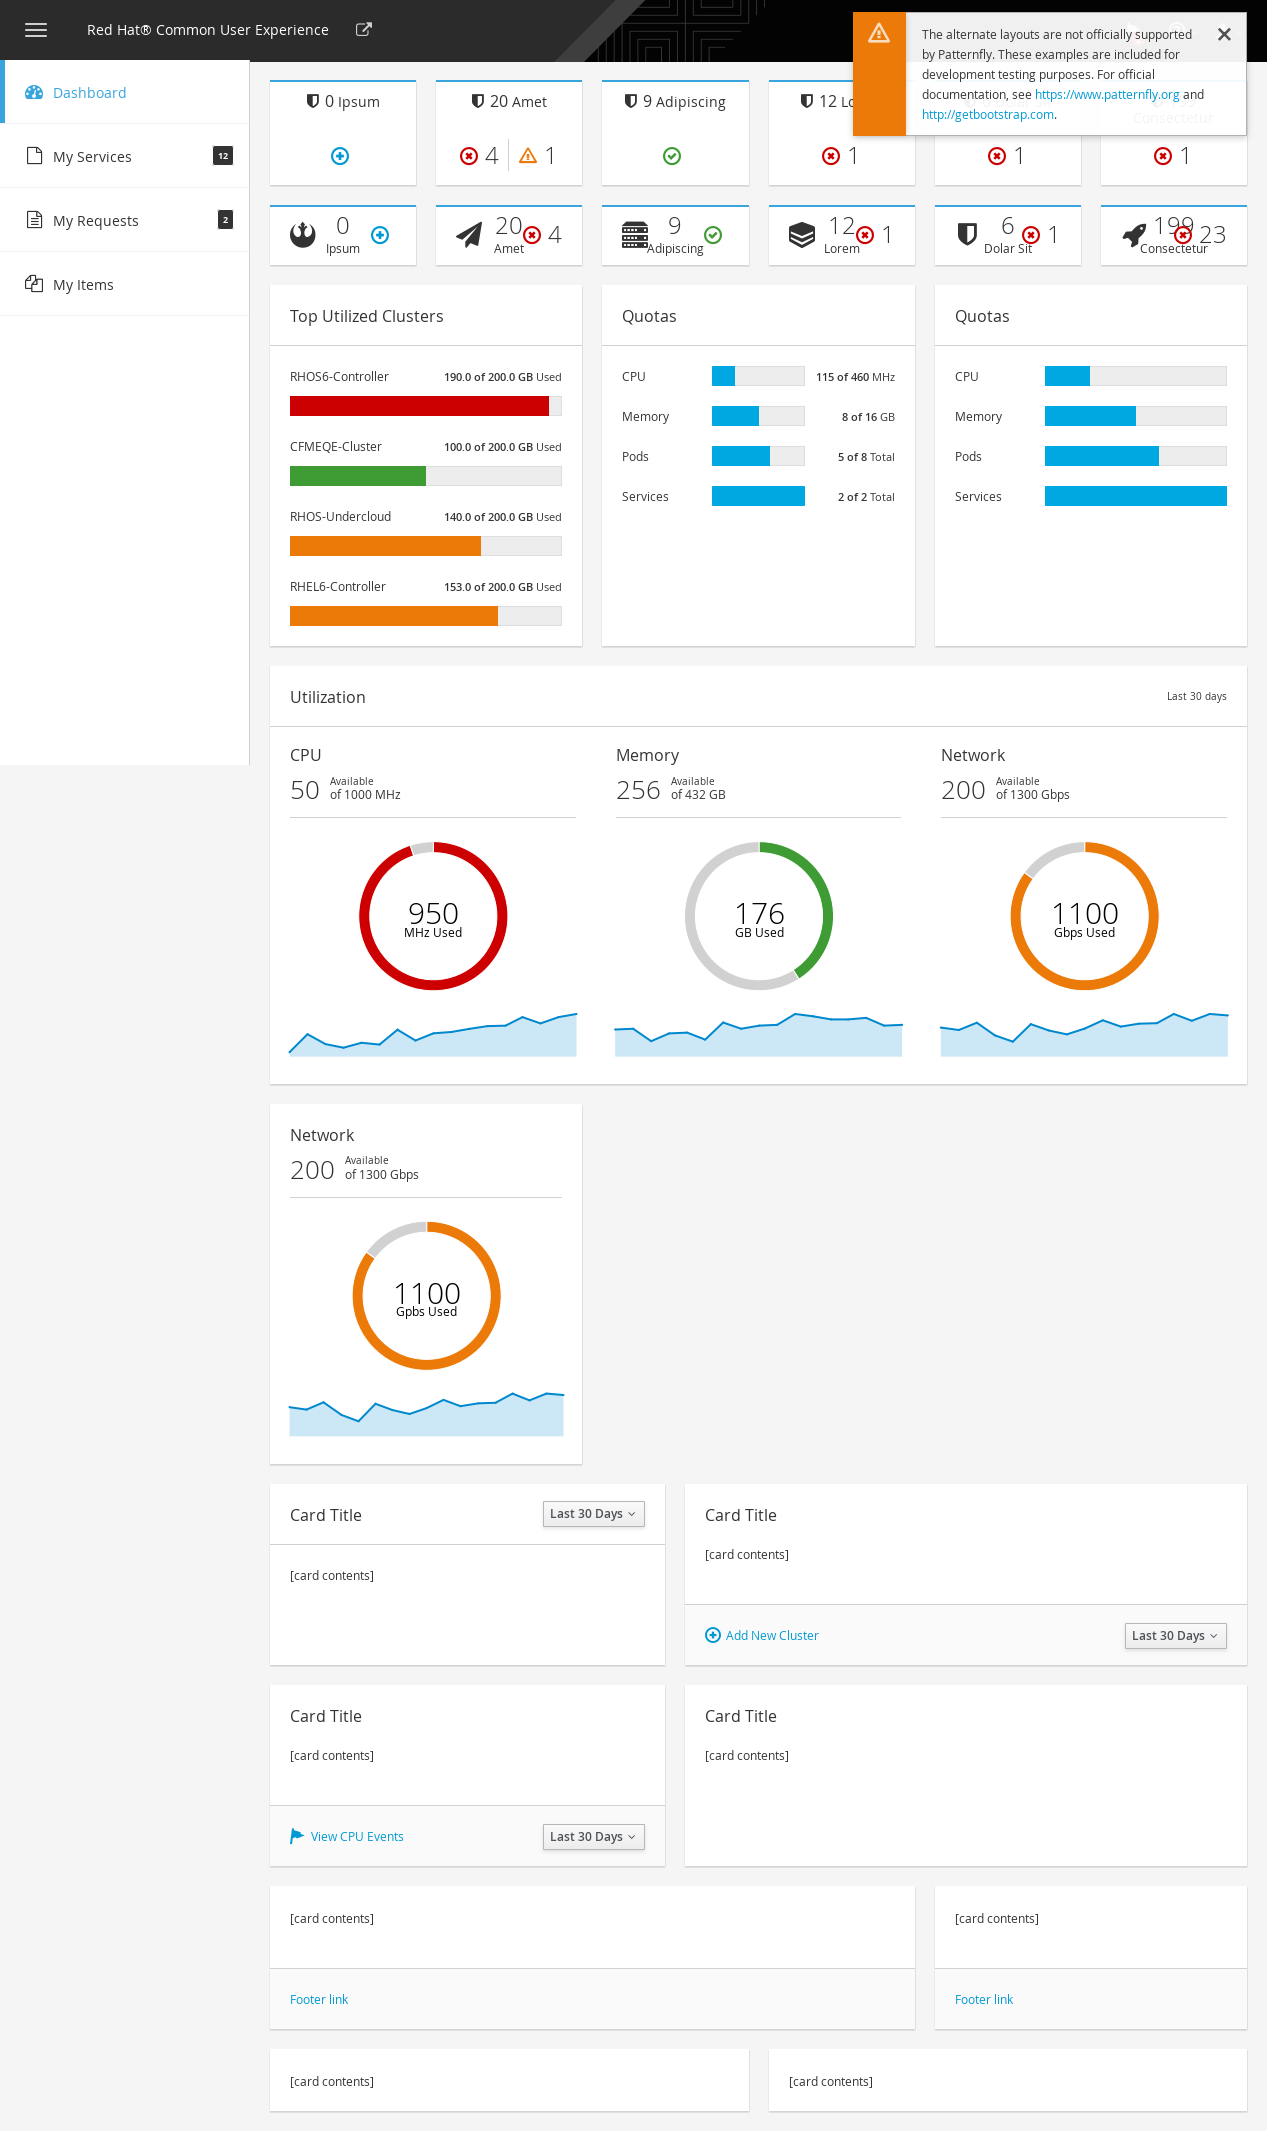 Red Hat® Common User Experience
The alternate layouts are not officially supported
by Patternfly. These examples are included for
development testing purposes. For official
documentation, see https://www.patternfly.org and
http://getbootstrap.com.
Dashboard
My Services 12
My Requests 2
My Items
0 Ipsum
20 Amet
4 1
9 Adipiscing
12 Lo
1
1
Consectetur
1
0
Ipsum
20
Amet
4
9
Adipiscing
12
Lorem
1
6
Dolar Sit
1
199
Consectetur
23
Top Utilized Clusters
RHOS6-Controller 190.0 of 200.0 GB Used
CFMEQE-Cluster 100.0 of 200.0 GB Used
RHOS-Undercloud 140.0 of 200.0 GB Used
RHEL6-Controller 153.0 of 200.0 GB Used
Quotas
CPU 115 of 460 MHz
Memory 8 of 16 GB
Pods 5 of 8 Total
Services 2 of 2 Total
Quotas
CPU
Memory
Pods
Services
Utilization Last 30 days
CPU
50 Available
of 1000 MHz
950
MHz Used
Memory
256 Available
of 432 GB
176
GB Used
Network
200 Available
of 1300 Gbps
1100
Gbps Used
Network
200 Available
of 1300 Gbps
1100
Gpbs Used
Card Title Last 30 Days
[card contents]
Card Title
[card contents]
Add New Cluster Last 30 Days
Card Title
[card contents]
View CPU Events Last 30 Days
Card Title
[card contents]
[card contents]
Footer link
[card contents]
Footer link
[card contents]
[card contents]